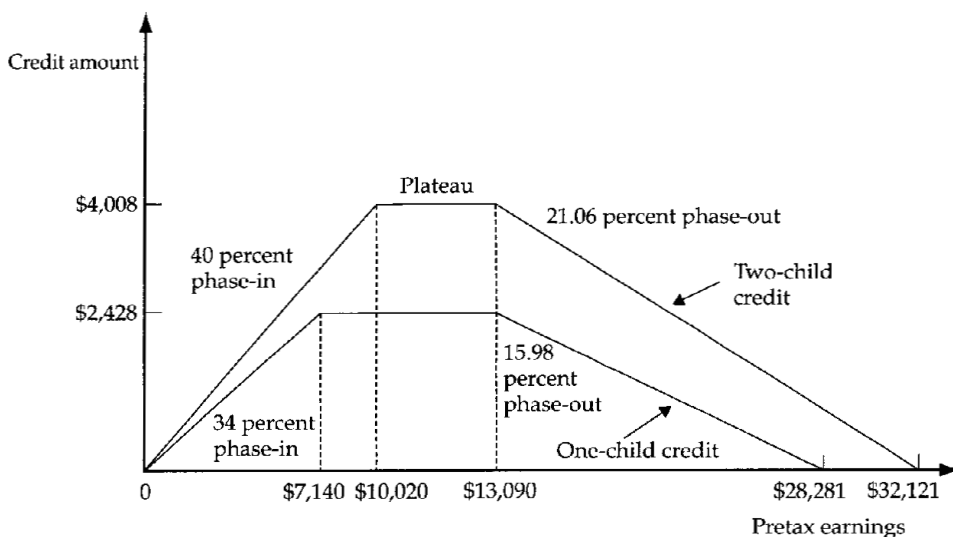 Credit amount
Plateau
$4,008
21.06 percent phase-out
40 percent
phase-in
Two-child
credit
$2,428
15.98
percent
phase-out
34 percent
phase-in
One-child credit
0
$7,140
$10,020
$13,090
$28,281
$32,121
Pretax earnings